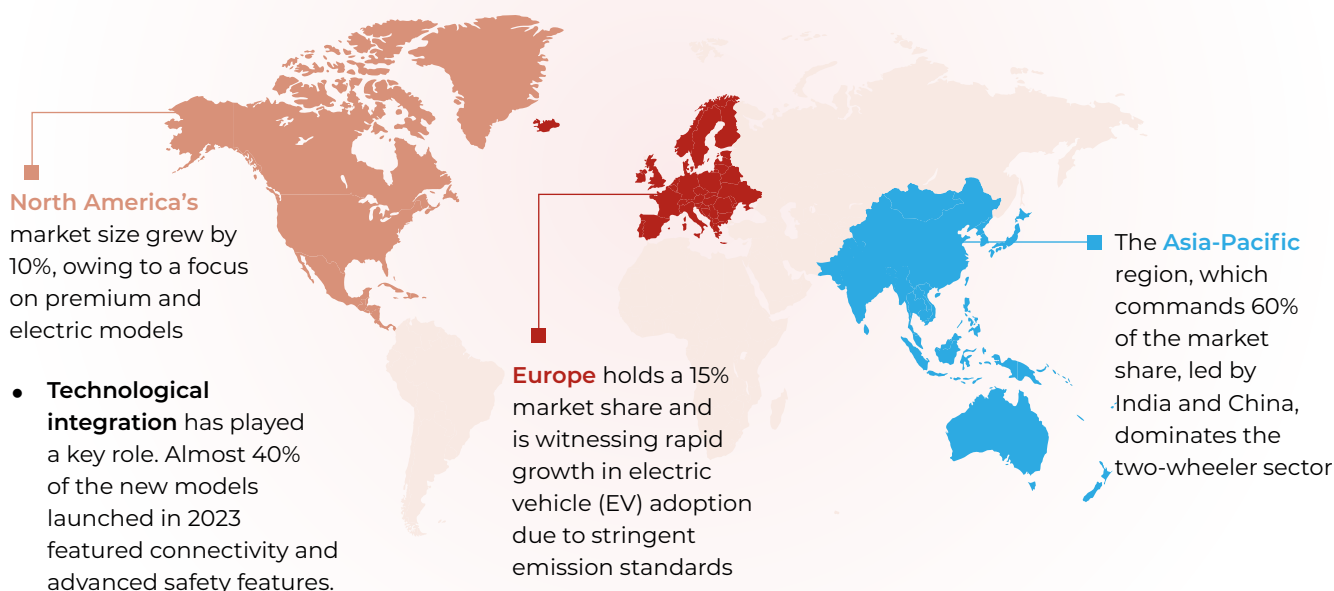 North America's
market size grew by
10%, owing to a focus
on premium and
electric models
• Technological
integration has played
a key role. Almost 40%
of the new models
launched in 2023
featured connectivity and
advanced safety features.
Europe holds a 15%
market share and
is witnessing rapid
growth in electric
vehicle (EV) adoption
due to stringent
emission standards
The Asia-Pacific
region, which
commands 60%
of the market
share, led by
India and China,
dominates the
two-wheeler sector